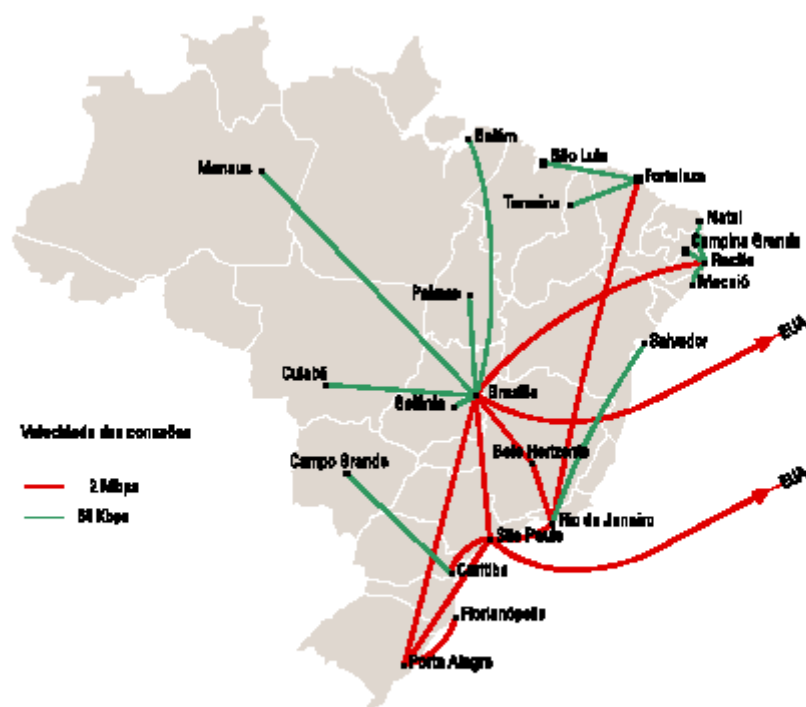 Belém
São Luís
Manaus
Fortaleza
Teresina
Natal
Campina Grande
Recife
Maceió
Palmas
EUA
Salvador
Cuiabá
Brasília
Goiânia
Velocidade das conexões
Belo Horizonte
Campo Grande
2 Mbps
EUA
64 Kbps
Rio de Janeiro
São Paulo
Curitiba
Florianópolis
Porto Alegre